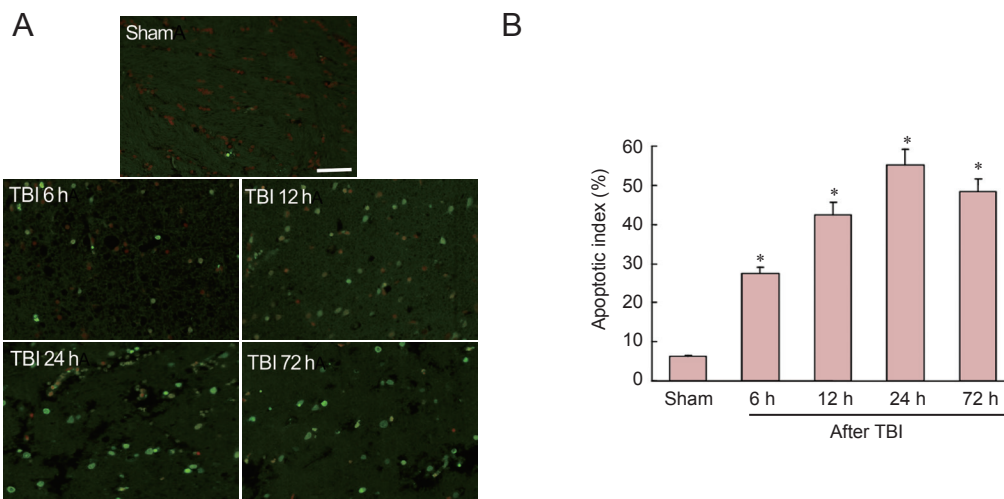 A
Sham A
TBI 6 h
TBI 12 h
TBI 24 h A
TBI 72 h
B
Apoptotic index (%)
60
50
40
30
20
10
0
*
*
*
*
Sham
6 h
12 h
24 h
72 h
After TBI